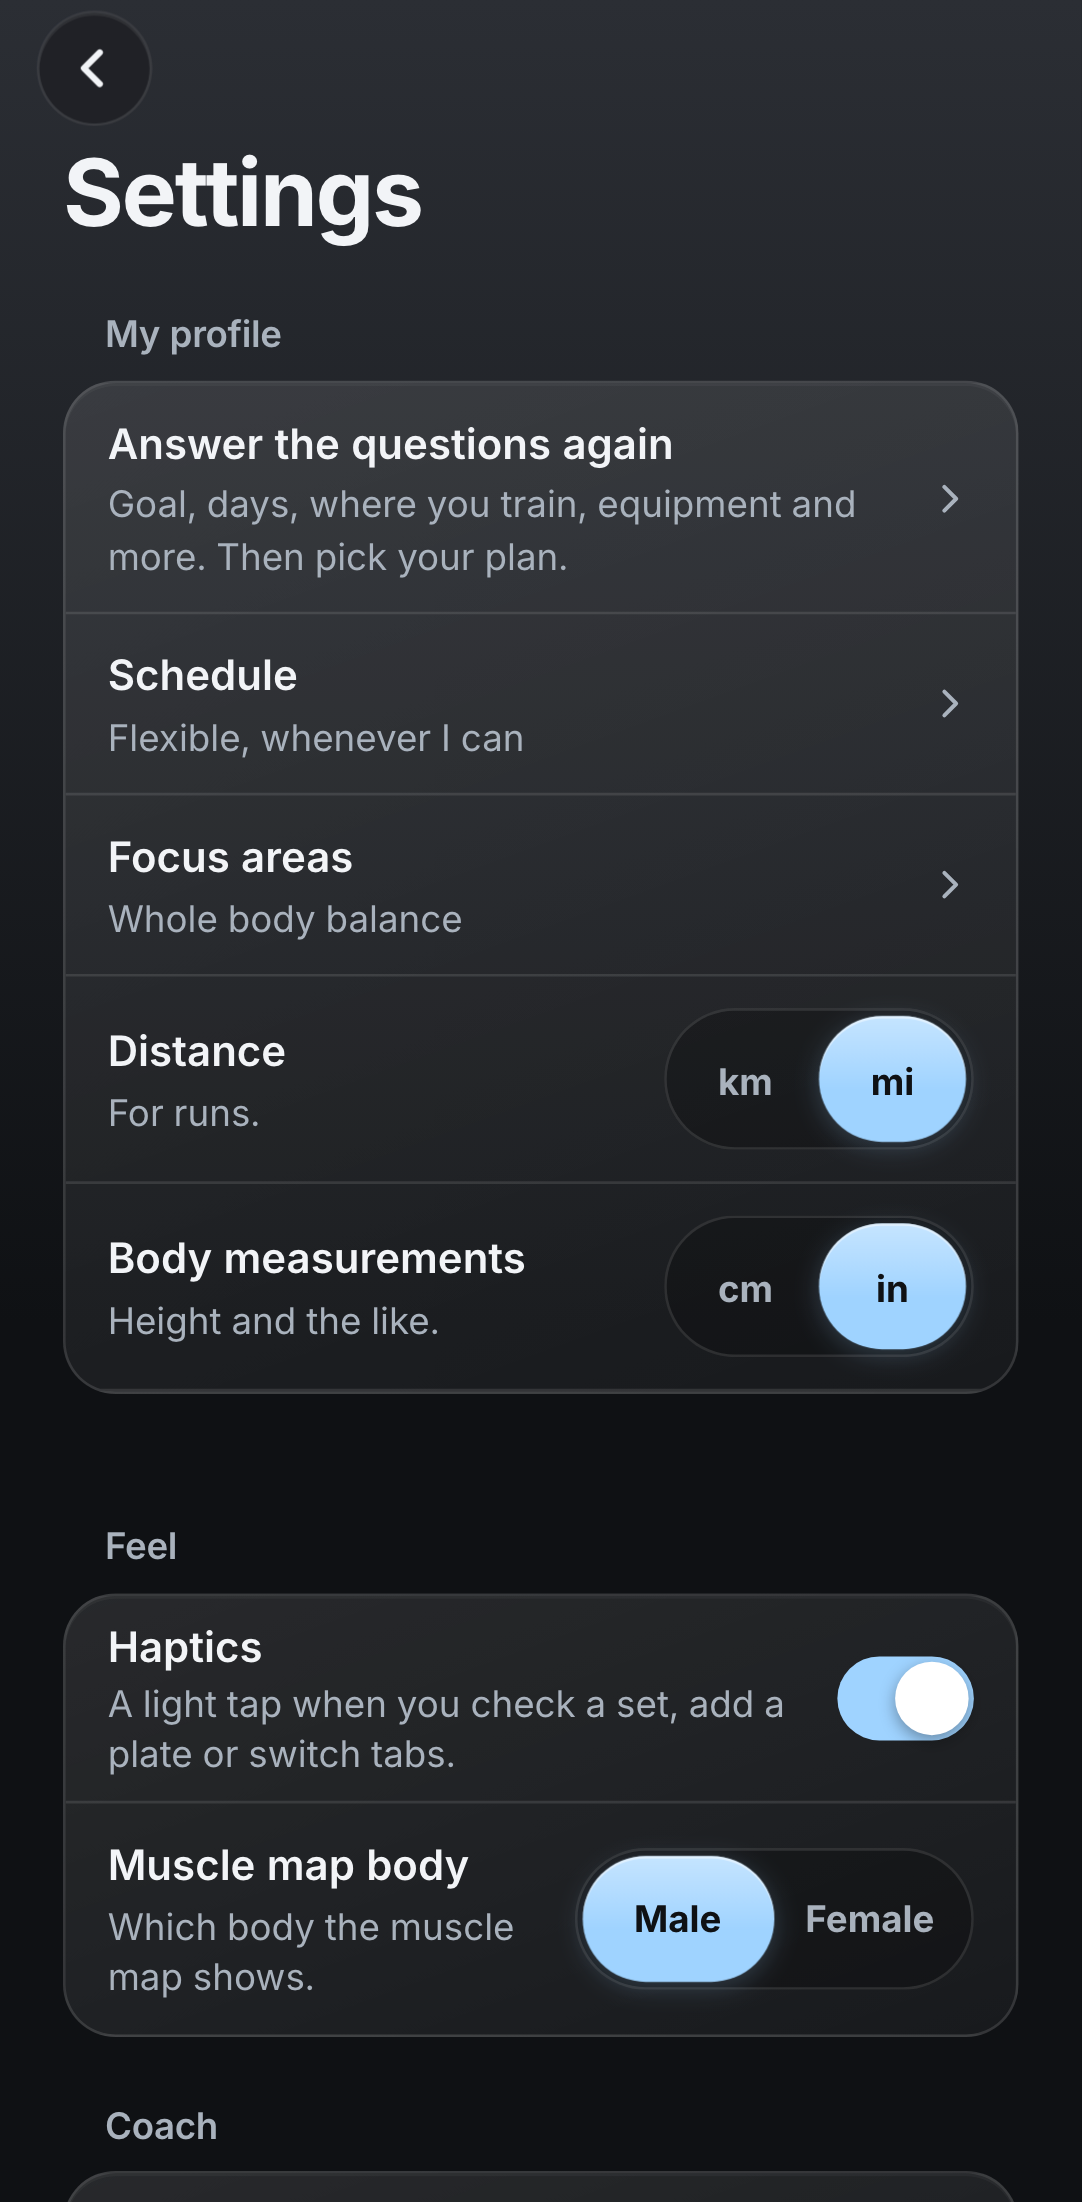 Settings
My profile
Answer the questions again
Goal, days, where you train, equipment and
more. Then pick your plan.
Schedule
Flexible, whenever I can
Focus areas
Whole body balance
Distance
For runs.
km
mi
Body measurements
Height and the like.
cm
in
Feel
Haptics
A light tap when you check a set, add a
plate or switch tabs.
Muscle map body
Which body the muscle
map shows.
Male
Female
Coach